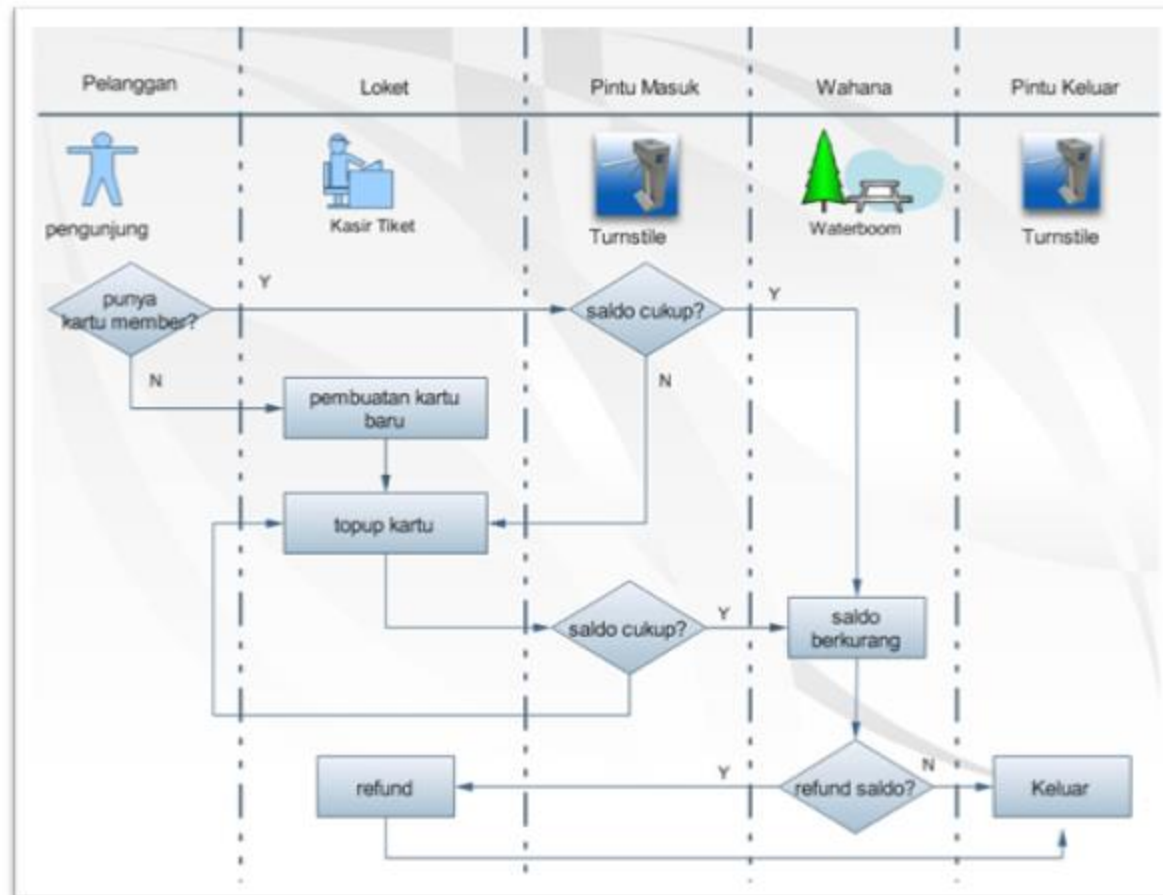 Pelanggan
Loket
Pintu Masuk
Wahana
Pintu Keluar
pengunjung
Kasir Tiket
Turnstile
Waterboom
Turnstile
punya
kartu member?
Y
saldo cukup?
Y
N
N
pembuatan kartu
baru
topup kartu
saldo cukup?
Y
saldo
berkurang
refund
Y
refund saldo?
N
Keluar